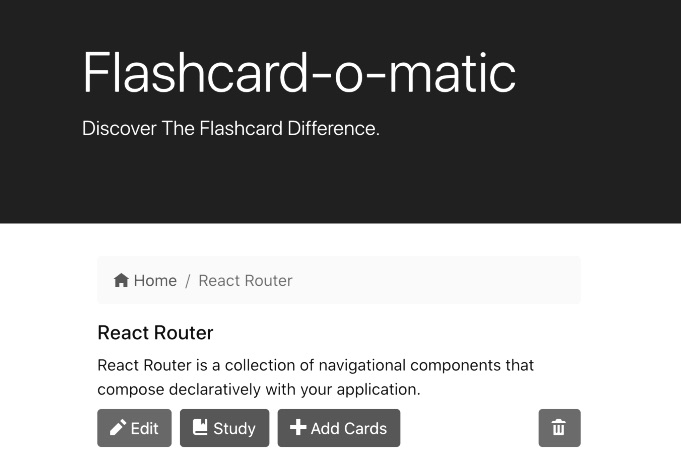 Flashcard-o-matic
Discover The Flashcard Difference.
Home / React Router
React Router
React Router is a collection of navigational components that
compose declaratively with your application.
Edit Study Add Cards